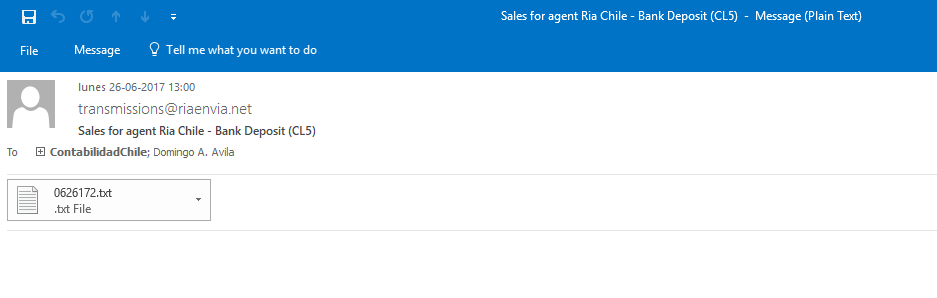 Sales for agent Ria Chile - Bank Deposit (CL5) - Message (Plain Text)
File Message Tell me what you want to do
lunes 26-06-2017 13:00
transmissions@riaenvia.net
Sales for agent Ria Chile - Bank Deposit (CL5)
To ContabilidadChile; Domingo A. Avila
0626172.txt
.txt File